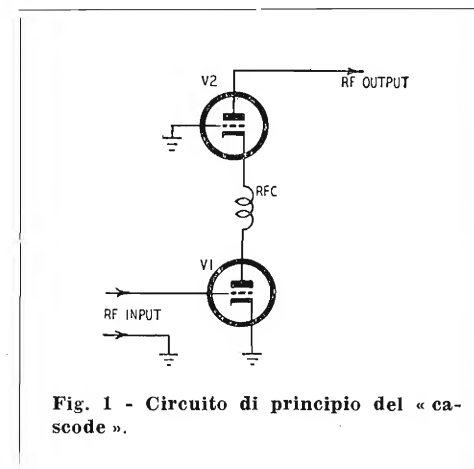 V2
RF OUTPUT
RFC
V1
RF INPUT
Fig. 1 - Circuito di principio del « ca-
scode ».